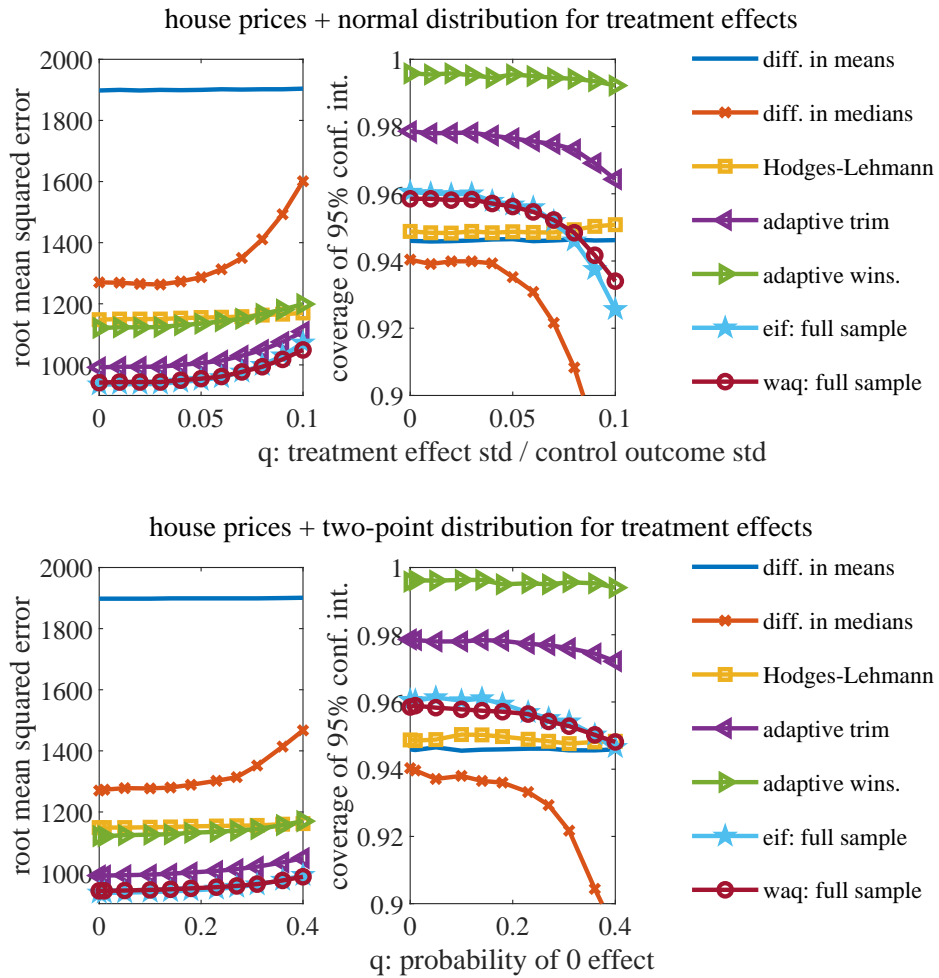 house prices + normal distribution for treatment effects
root mean squared error
2000
1800
1600
1400
1200
1000
0
0.05
0.1
coverage of 95% conf. int.
1
0.98
0.96
0.94
0.92
0.9
0
0.05
0.1
q: treatment effect std / control outcome std
diff. in means
diff. in medians
Hodges-Lehmann
adaptive trim
adaptive wins.
eif: full sample
waq: full sample
house prices + two-point distribution for treatment effects
root mean squared error
2000
1800
1600
1400
1200
1000
0
0.2
0.4
coverage of 95% conf. int.
1
0.98
0.96
0.94
0.92
0.9
0
0.2
0.4
q: probability of 0 effect
diff. in means
diff. in medians
Hodges-Lehmann
adaptive trim
adaptive wins.
eif: full sample
waq: full sample